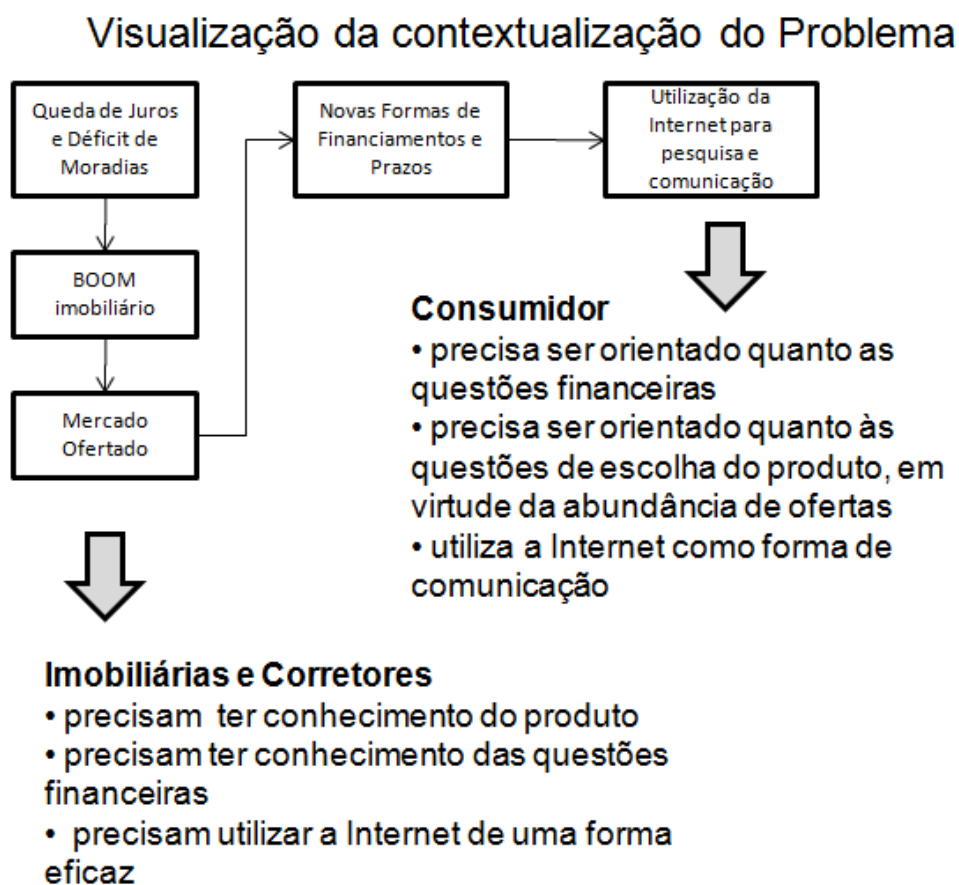 Visualização da contextualização do Problema
Queda de Juros
e Déficit de
Moradias
Novas Formas de
Financiamentos e
Prazos
Utilização da
Internet para
pesquisa e
comunicação
BOOM
imobiliário
Mercado
Ofertado
Consumidor
• precisa ser orientado quanto as
questões financeiras
• precisa ser orientado quanto às
questões de escolha do produto, em
virtude da abundância de ofertas
• utiliza a Internet como forma de
comunicação
Imobiliárias e Corretores
• precisam ter conhecimento do produto
• precisam ter conhecimento das questões
financeiras
• precisam utilizar a Internet de uma forma
eficaz